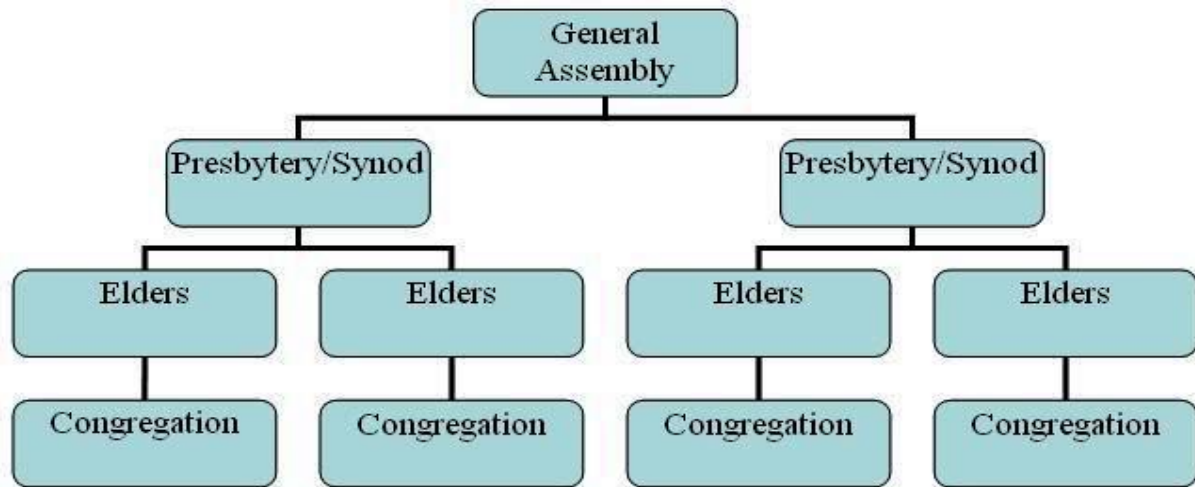 General
Assembly
Presbytery/Synod
Presbytery/Synod
Elders
Elders
Elders
Elders
Congregation
Congregation
Congregation
Congregation